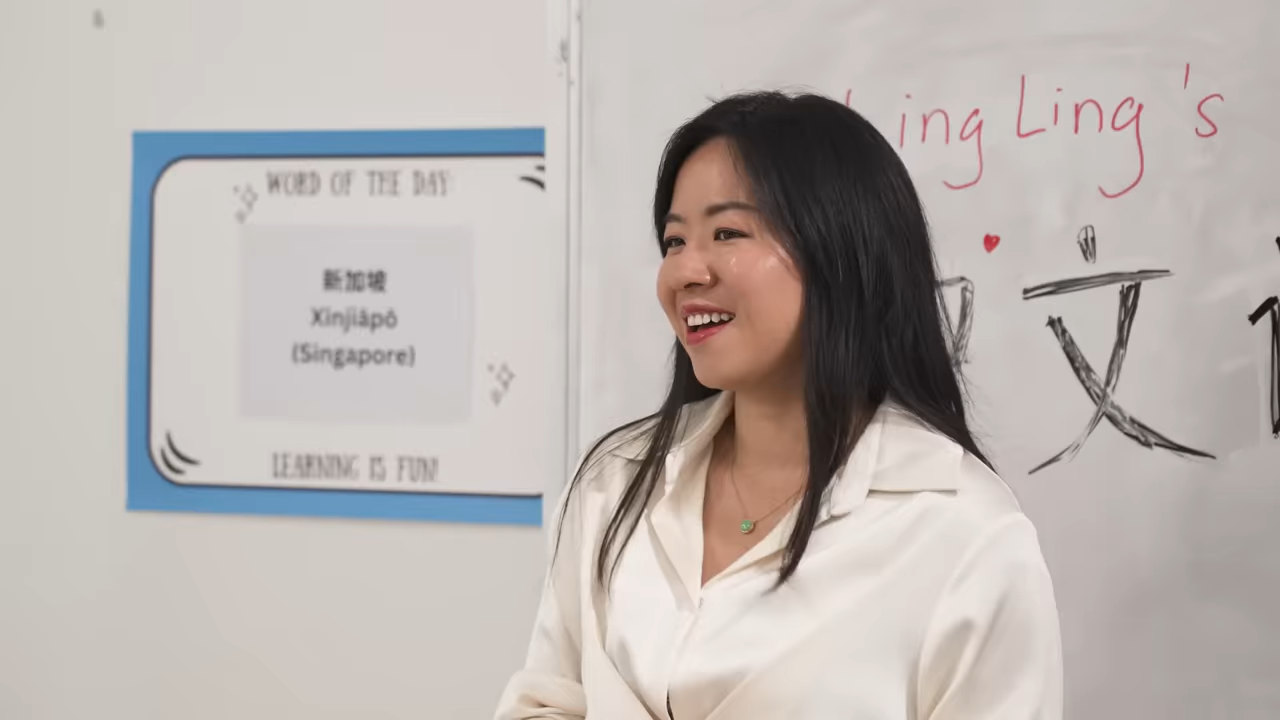 WORD OF THE DAY:
新加坡
Xīnjiāpō
(Singapore)
LEARNING IS FUN!
ing Ling's
文